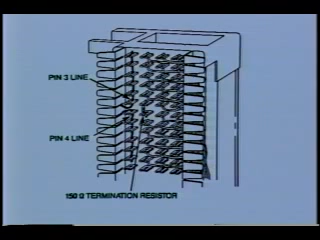 PIN 3 LINE
PIN 4 LINE
150 Ω TERMINATION RESISTOR